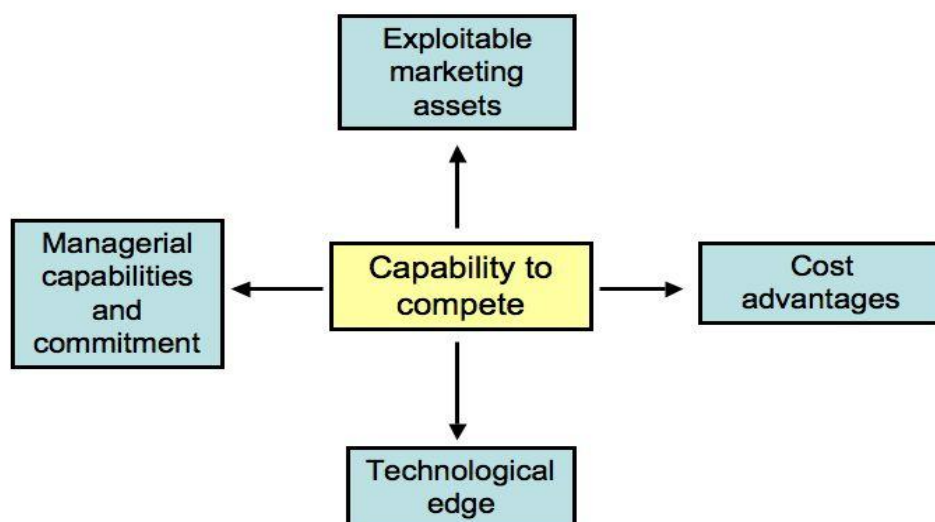 Exploitable
marketing
assets
Managerial
capabilities
and
commitment
Capability to
compete
Cost
advantages
Technological
edge